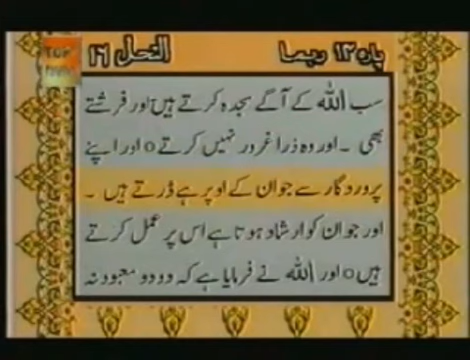 پارہ ۱۴ ربما
النحل ۱۶
TOP
سب اللہ کے آگے سجدہ کرتے ہیں اور فرشتے
بھی ۔ اور وہ ذرا غرور نہیں کرتے o اور اپنے
پروردگار سے جو ان کے اوپر ہے ڈرتے ہیں ۔
اور جو ان کو ارشاد ہوتا ہے اس پر عمل کرتے
ہیں o اور اللہ نے فرمایا ہے کہ دو دو معبود نہ